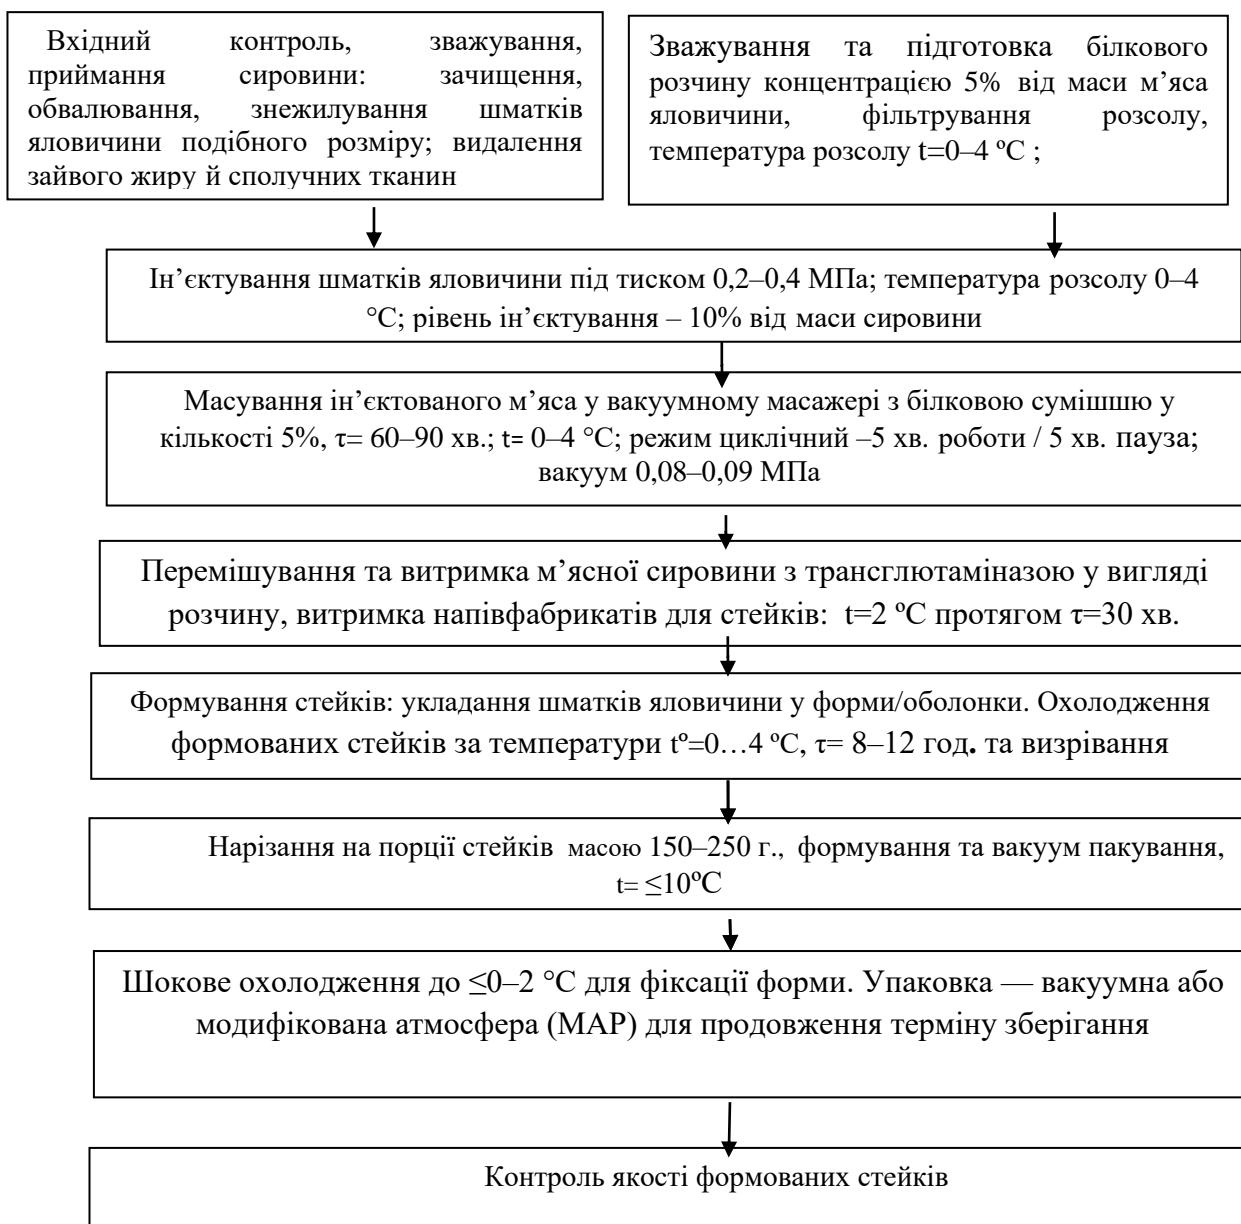 Вхідний контроль, зважування,
приймання сировини: зачищення,
обвалювання, знежилування шматків
яловичини подібного розміру; видалення
зайвого жиру й сполучних тканин
Зважування та підготовка білкового
розчину концентрацією 5% від маси м’яса
яловичини, фільтрування розсолу,
температура розсолу t=0–4 ºС ;
Ін’єктування шматків яловичини під тиском 0,2–0,4 МПа; температура розсолу 0–4
°С; рівень ін’єктування – 10% від маси сировини
Масування ін’єктованого м’яса у вакуумному масажері з білковою сумішшю у
кількості 5%, τ= 60–90 хв.; t= 0–4 °С; режим циклічний –5 хв. роботи / 5 хв. пауза;
вакуум 0,08–0,09 МПа
Перемішування та витримка м’ясної сировини з трансглютаміназою у вигляді
розчину, витримка напівфабрикатів для стейків: t=2 ºС протягом τ=30 хв.
Формування стейків: укладання шматків яловичини у форми/оболонки. Охолодження
формованих стейків за температури tº=0…4 ºС, τ= 8–12 год. та визрівання
Нарізання на порції стейків масою 150–250 г., формування та вакуум пакування,
t= ≤10ºС
Шокове охолодження до ≤0–2 °С для фіксації форми. Упаковка — вакуумна або
модифікована атмосфера (МАР) для продовження терміну зберігання
Контроль якості формованих стейків